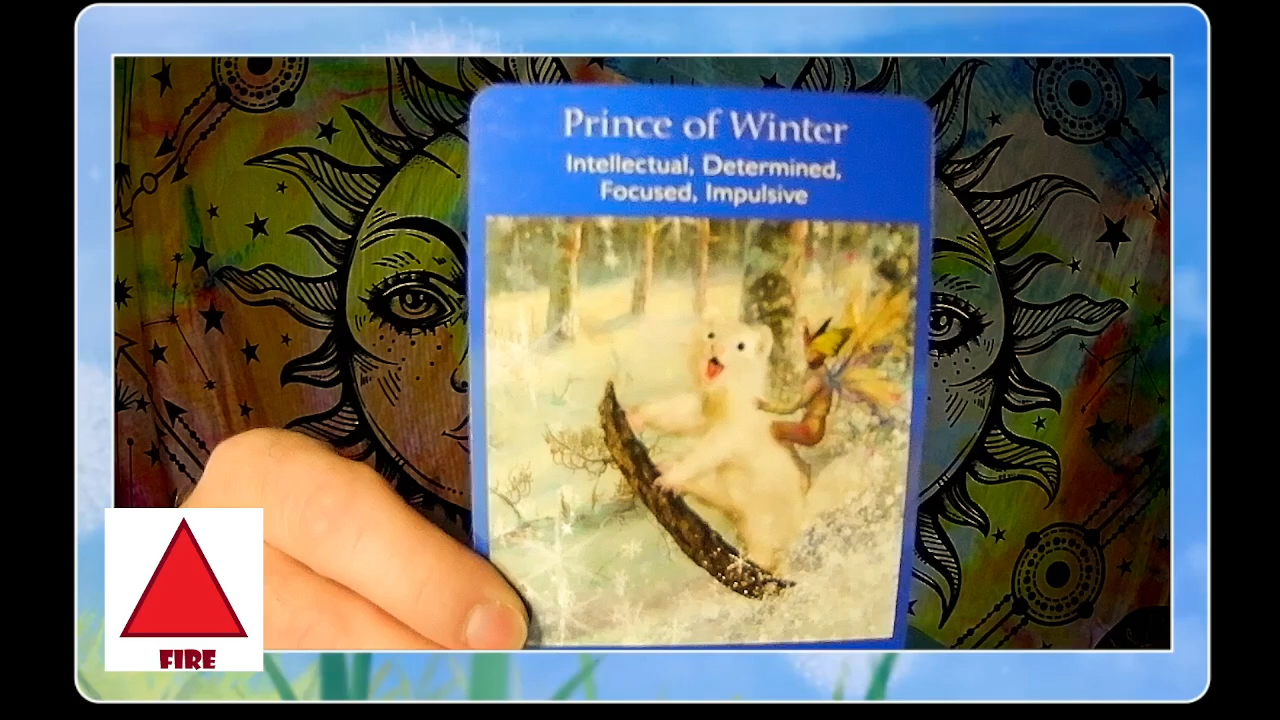 Prince of Winter
Intellectual, Determined,
Focused, Impulsive
FIRE